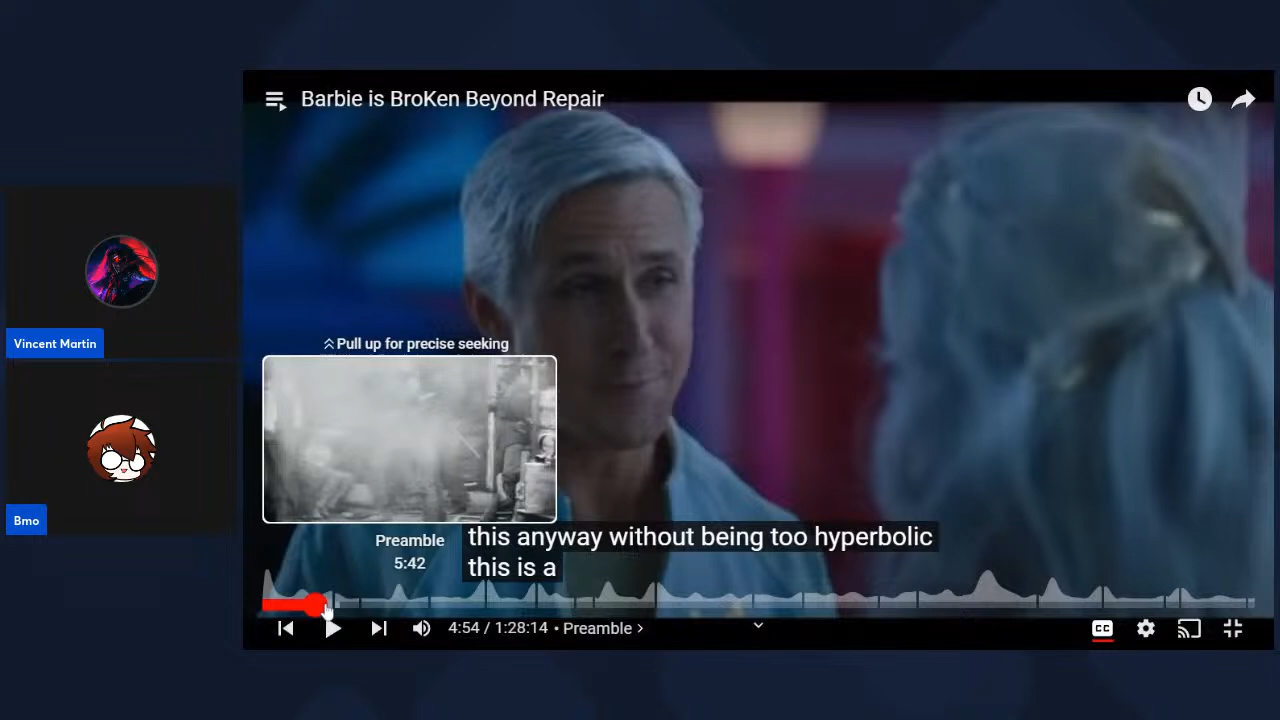 Barbie is BroKen Beyond Repair
Vincent Martin
Bmo
Pull up for precise seeking
Preamble
5:42
this anyway without being too hyperbolic
this is a
4:54 / 1:28:14 • Preamble >
CC